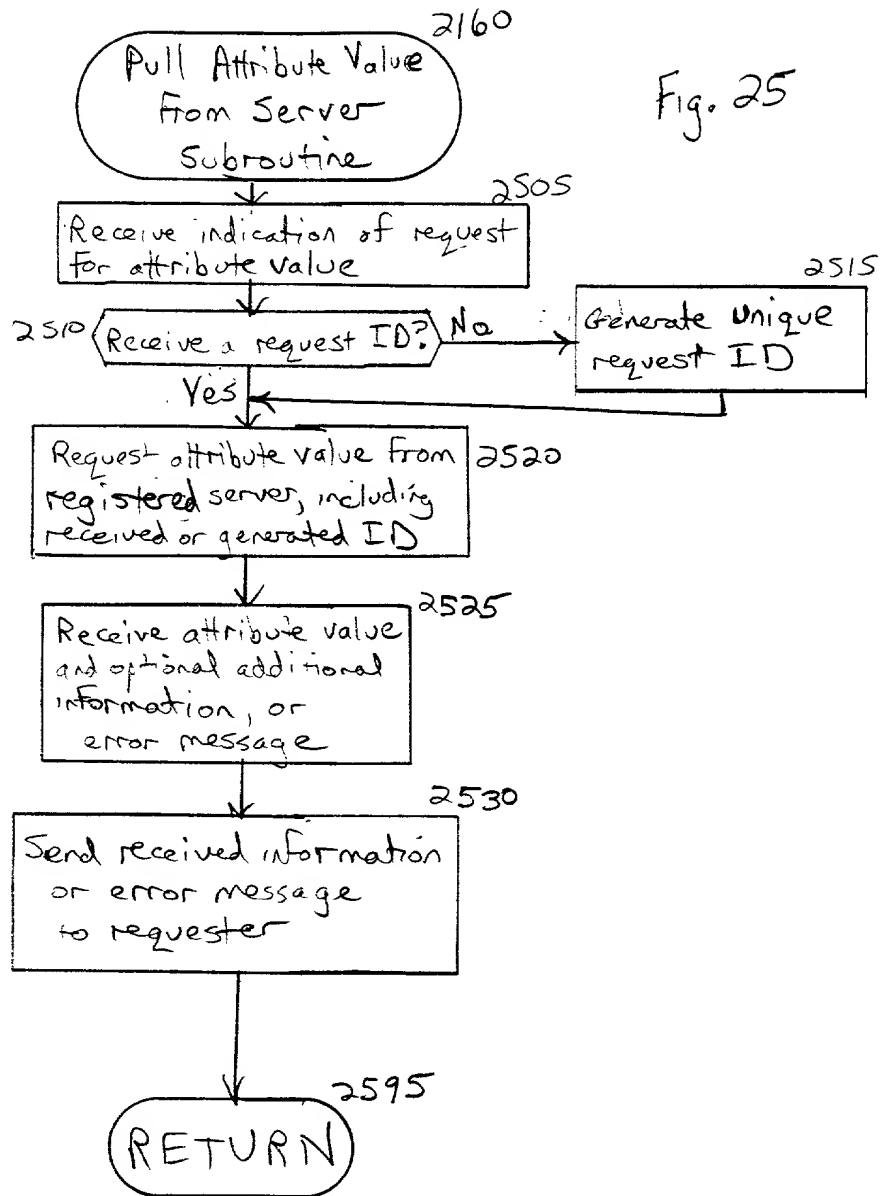 2160
Pull Attribute Value
from Server
Subroutine
Fig. 25
2505
Receive indication of request
for attribute value
2510
Receive a request ID?
No
2515
Generate unique
request ID
Yes
Request attribute value from
registered server, including
received or generated ID
2520
2525
Receive attribute value
and optional additional
information, or
error message
2530
Send received information
or error message
to requester
2595
RETURN